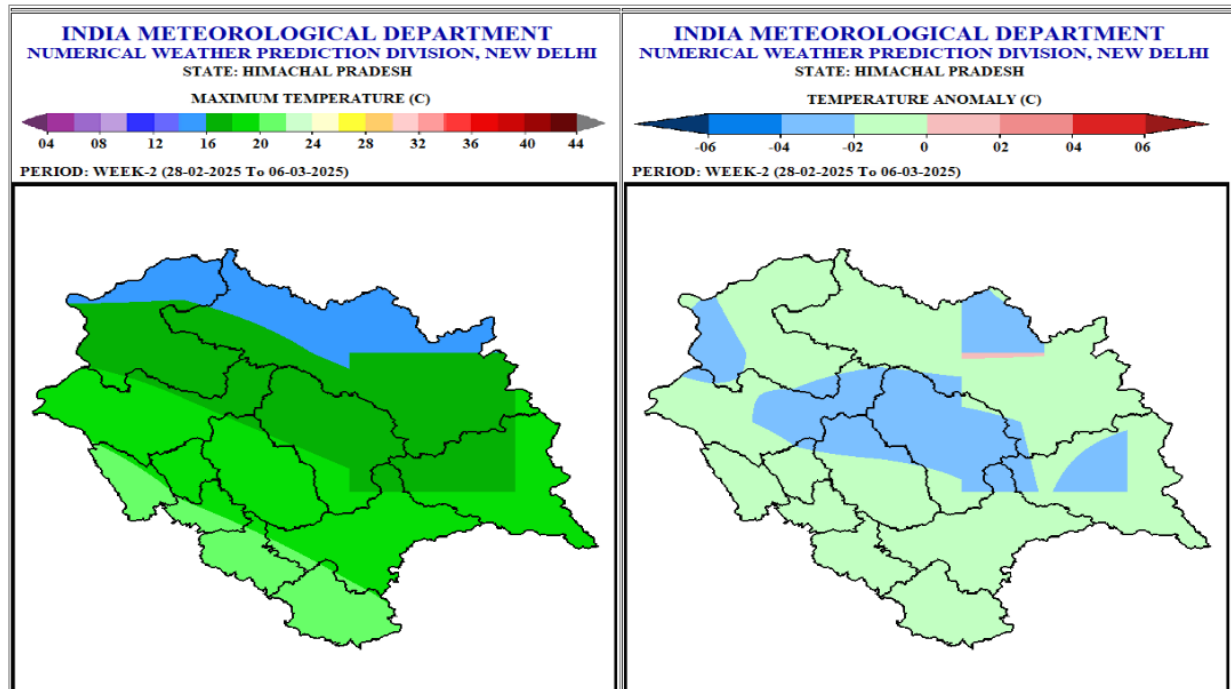 INDIA METEOROLOGICAL DEPARTMENT
NUMERICAL WEATHER PREDICTION DIVISION, NEW DELHI
STATE: HIMACHAL PRADESH
MAXIMUM TEMPERATURE (C)
04 08 12 16 20 24 28 32 36 40 44
PERIOD: WEEK-2 (28-02-2025 To 06-03-2025)
INDIA METEOROLOGICAL DEPARTMENT
NUMERICAL WEATHER PREDICTION DIVISION, NEW DELHI
STATE: HIMACHAL PRADESH
TEMPERATURE ANOMALY (C)
-06 -04 -02 0 02 04 06
PERIOD: WEEK-2 (28-02-2025 To 06-03-2025)